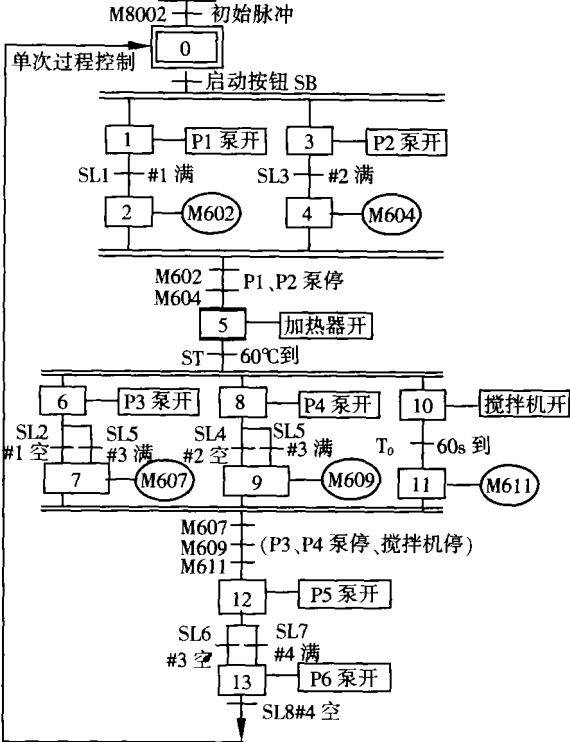 M8002 初始脉冲
0
单次过程控制
启动按钮 SB
1 P1 泵开 3 P2 泵开
SL1 #1 满 SL3 #2 满
2 M602 4 M604
M602
M604 P1、P2 泵停
5 加热器开
ST 60℃到
6 P3 泵开 8 P4 泵开 10 搅拌机开
SL2 SL5 SL4 SL5
#1 空 #3 满 #2 空 #3 满 T₀ 60s 到
7 M607 9 M609 11 M611
M607
M609 (P3、P4 泵停、搅拌机停)
M611
12 P5 泵开
SL6 SL7
#3 空 #4 满
13 P6 泵开
SL8#4 空